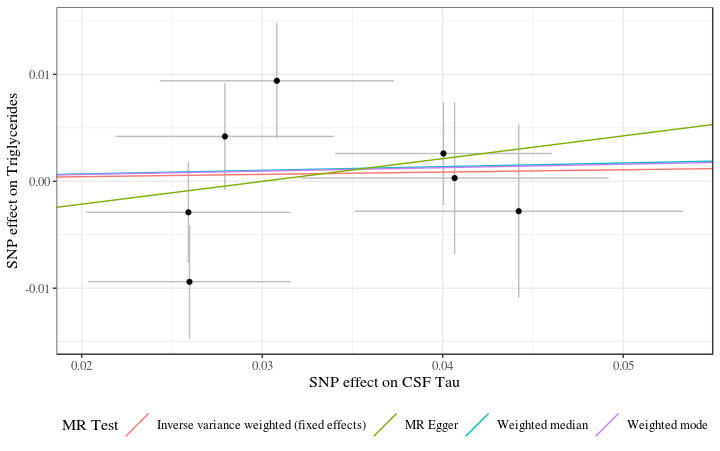 SNP effect on Triglycerides
0.01
0.00
-0.01
0.02 0.03 0.04 0.05
SNP effect on CSF Tau
MR Test Inverse variance weighted (fixed effects) MR Egger Weighted median Weighted mode